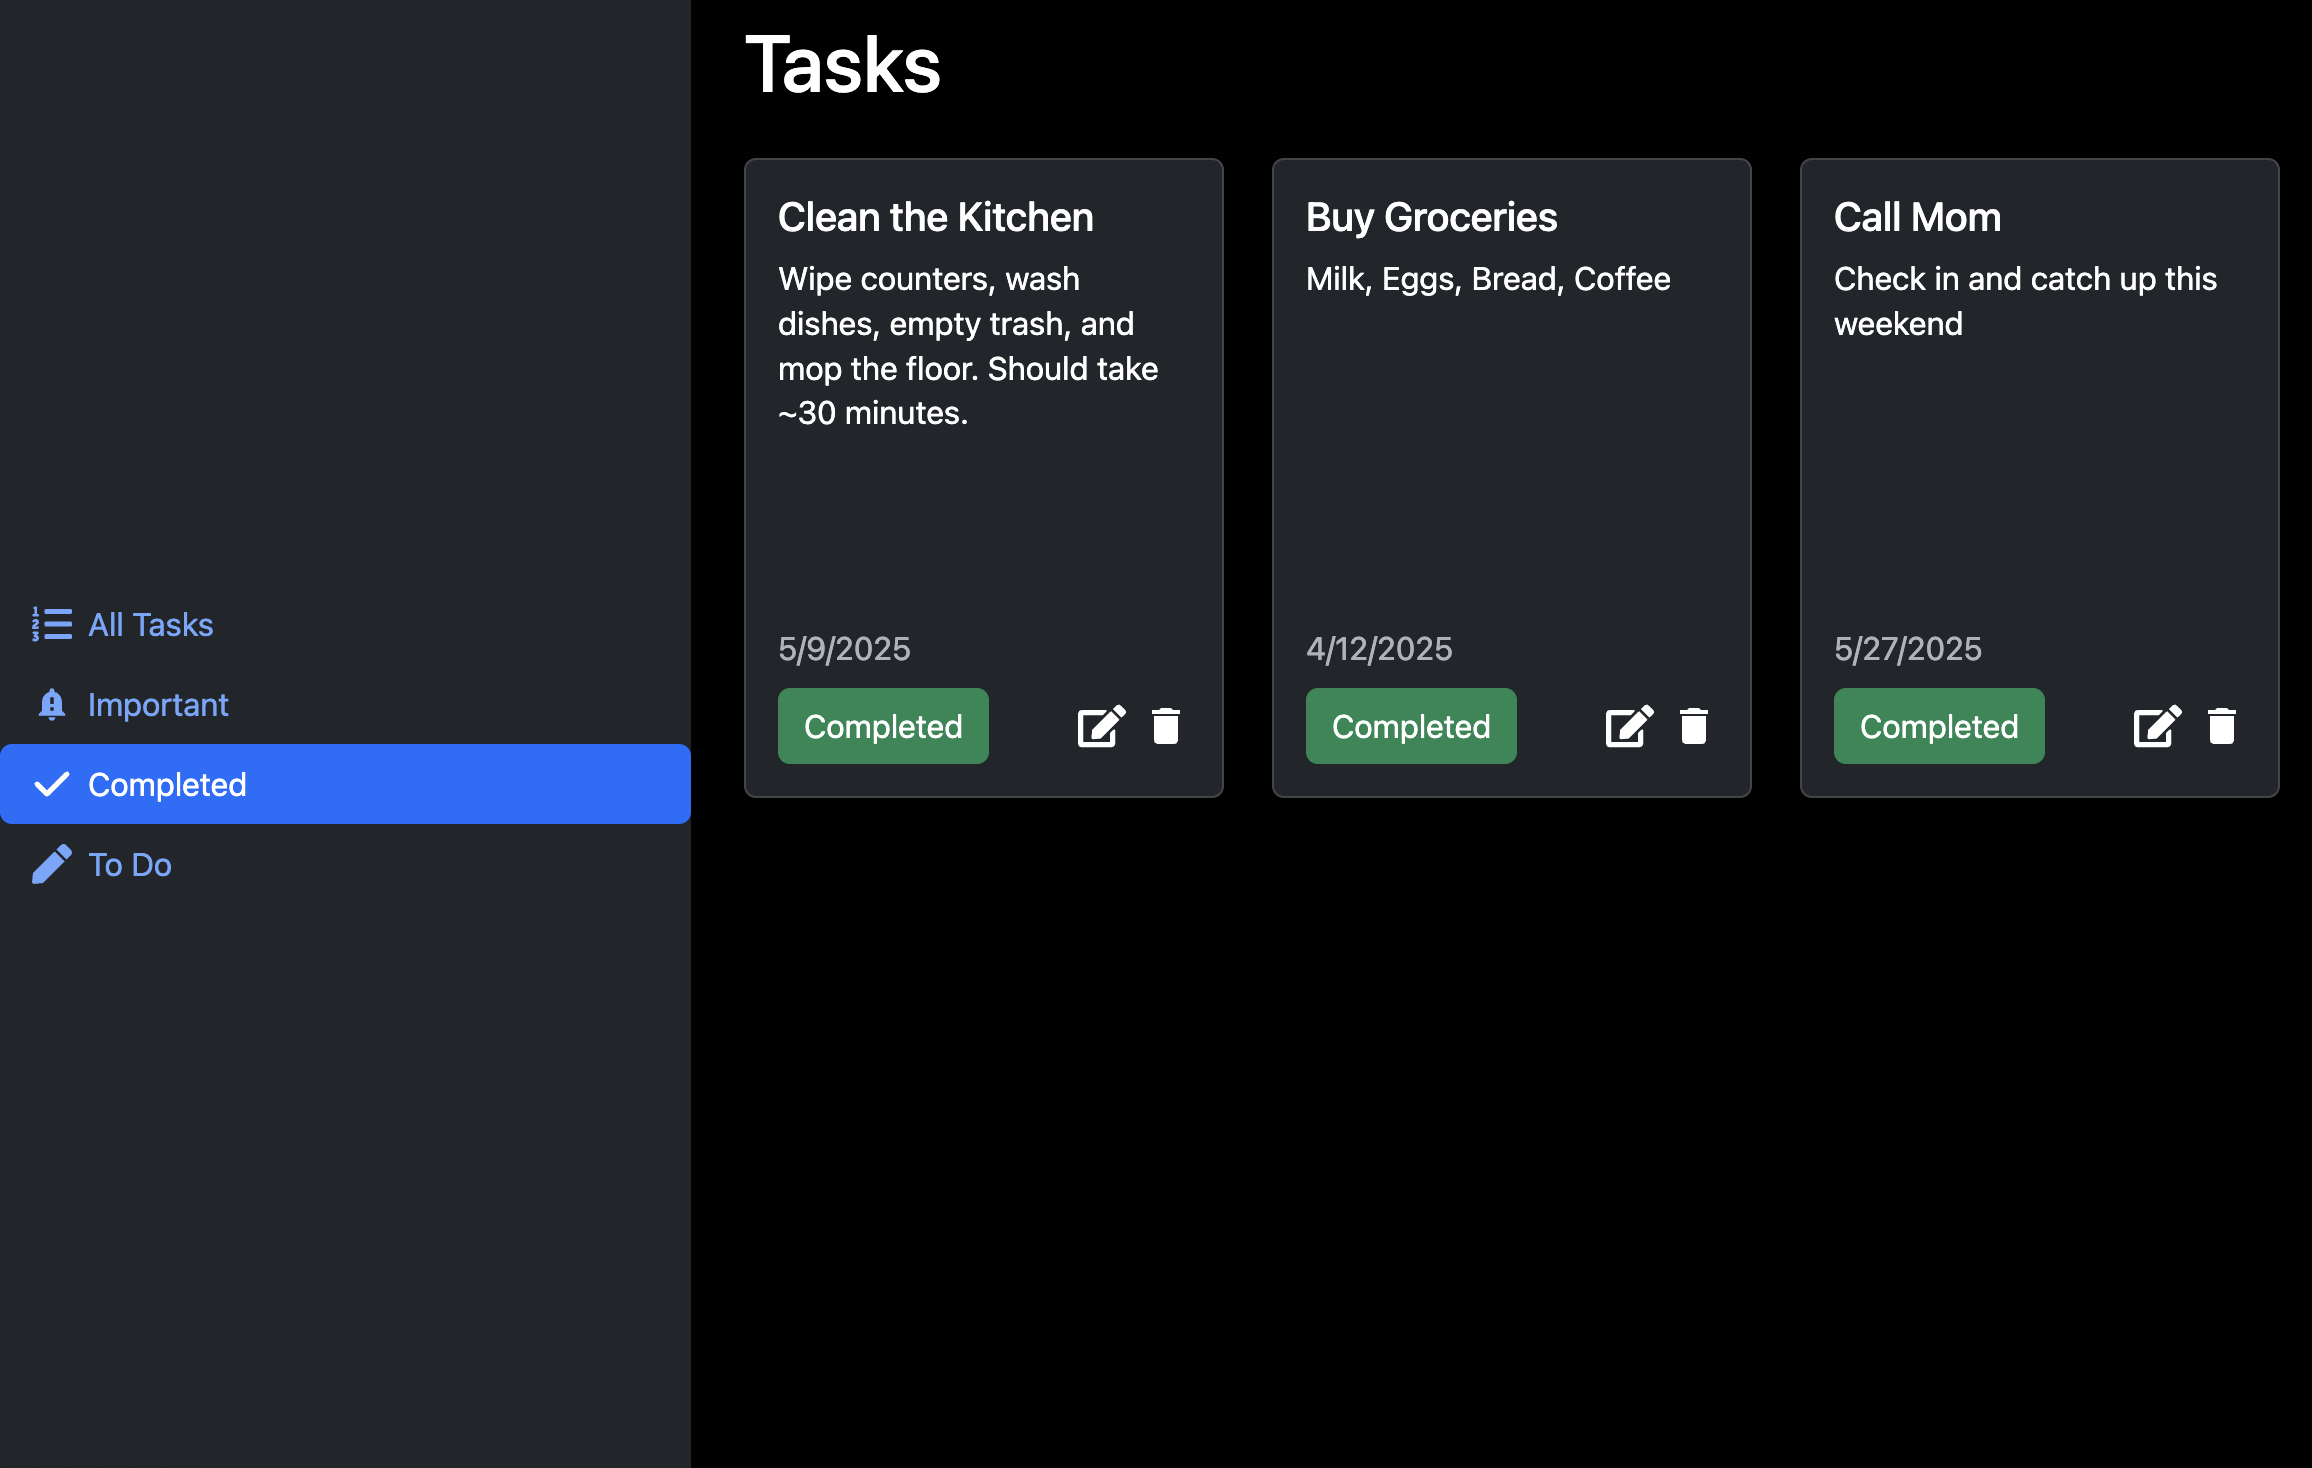 All Tasks
Important
Completed
To Do
Tasks
Clean the Kitchen
Wipe counters, wash
dishes, empty trash, and
mop the floor. Should take
~30 minutes.
5/9/2025
Completed
Buy Groceries
Milk, Eggs, Bread, Coffee
4/12/2025
Completed
Call Mom
Check in and catch up this
weekend
5/27/2025
Completed